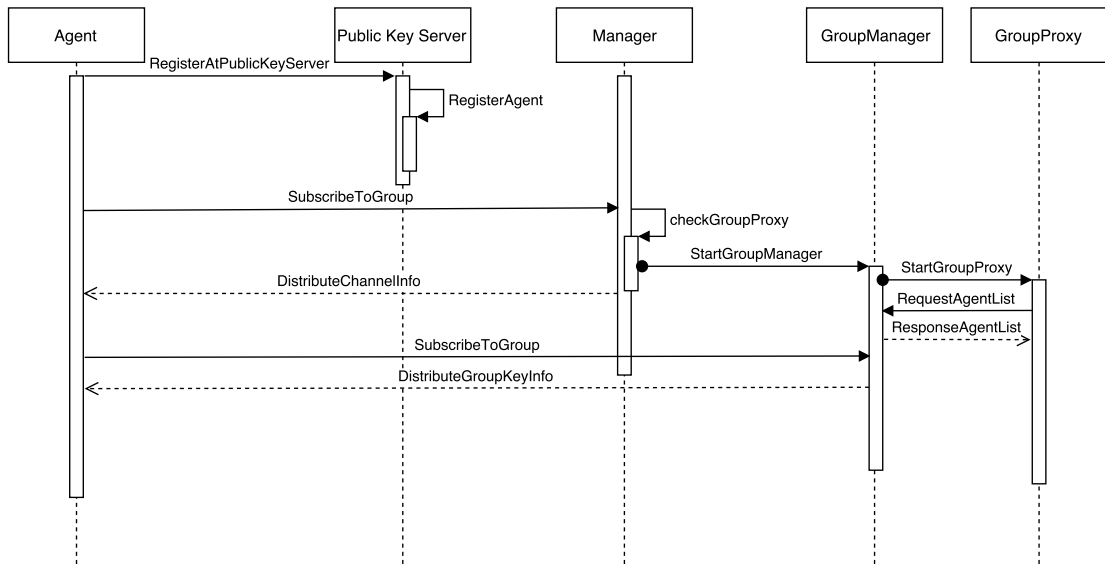 Agent
Public Key Server
Manager
GroupManager
GroupProxy
RegisterAtPublicKeyServer
RegisterAgent
SubscribeToGroup
checkGroupProxy
StartGroupManager
StartGroupProxy
DistributeChannelInfo
RequestAgentList
ResponseAgentList
SubscribeToGroup
DistributeGroupKeyInfo